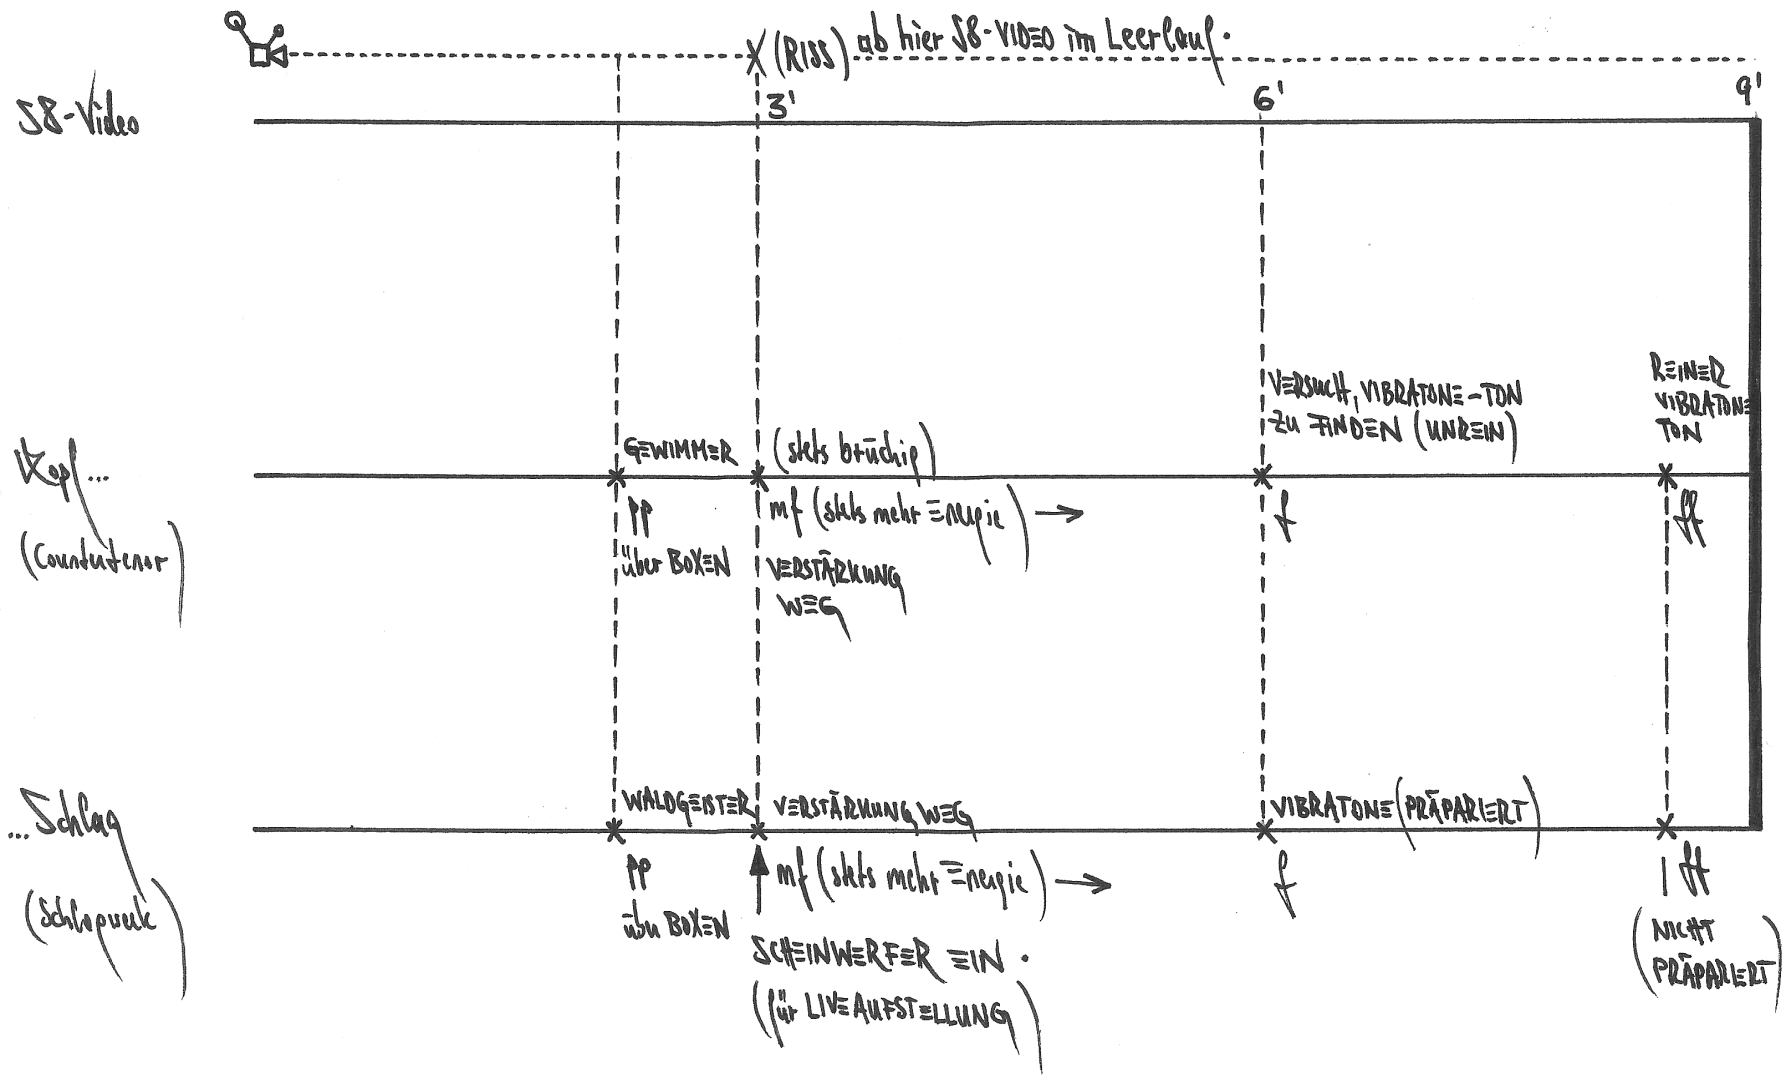 (RISS) ab hier S8-VIDEO im Leerlauf.
3' 6' 9'
S8-Video
REINER
VIBRATONE
TON
VERSUCH, VIBRATONE-TON
ZU FINDEN (UNREIN)
GEWIMMER (stets brüchig)
Kopf...
pp mf (stets mehr Energie) → f ff
(Countertenor)
über BOXEN VERSTÄRKUNG
WEG
WALDGEISTER VERSTÄRKUNG WEG VIBRATONE (PRÄPARIERT)
...Schlag
pp mf (stets mehr Energie) → f ff
(Schlagwerk)
über BOXEN
(NICHT
PRÄPARIERT)
SCHEINWERFER EIN.
(für LIVEAUFSTELLUNG)